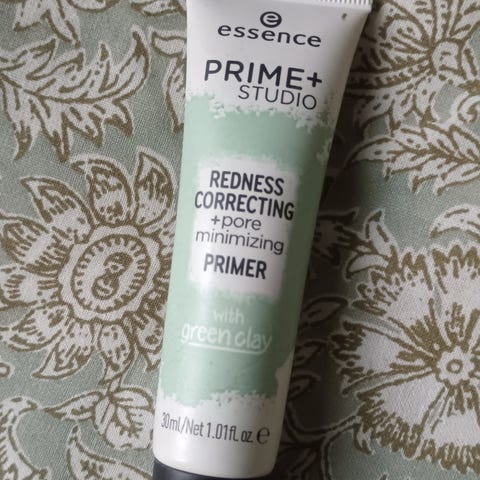 essence
PRIME+
STUDIO
REDNESS
CORRECTING
+pore
minimizing
PRIMER
with
green clay
30ml/Net 1.01fl.oz. ℮